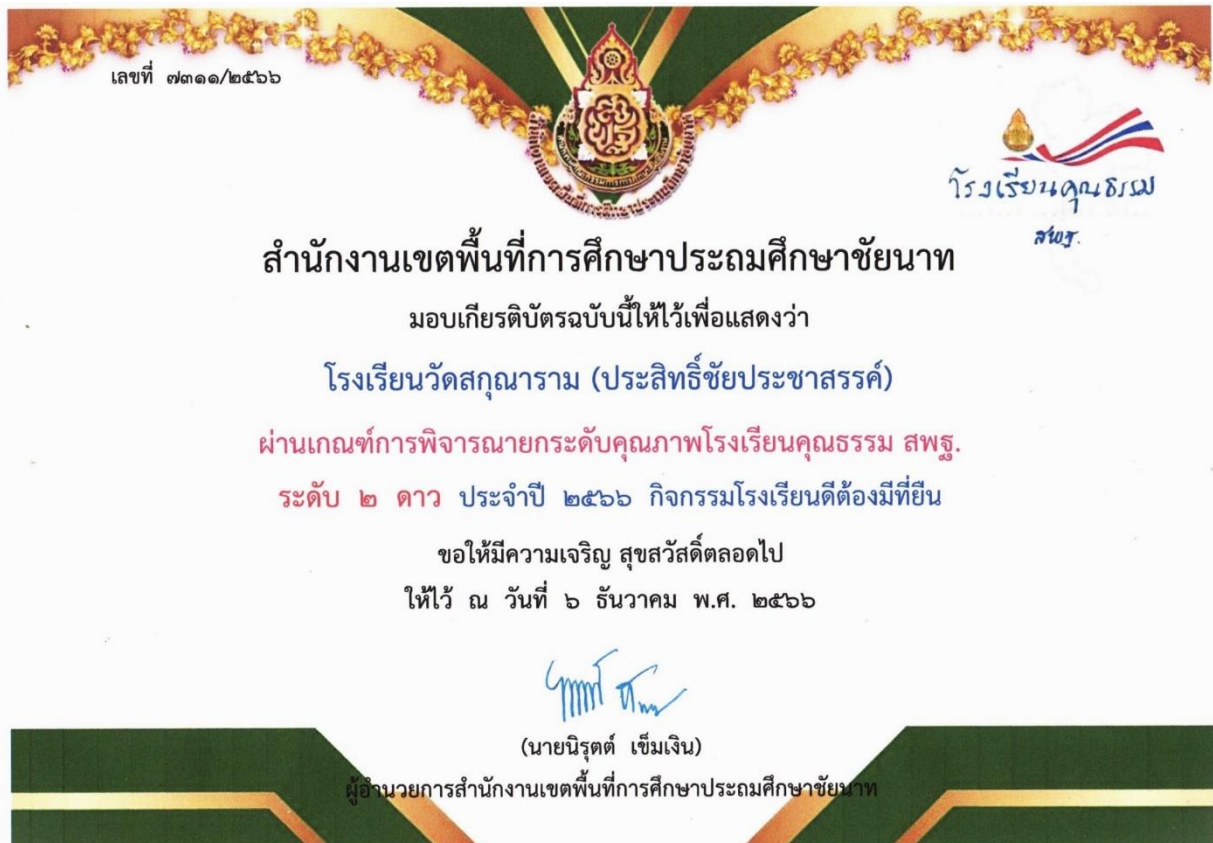 เลขที่ ๗๓๑๑/๒๕๖๖
โรงเรียนคุณธรรม
สพฐ.
สำนักงานเขตพื้นที่การศึกษาประถมศึกษาชัยนาท
มอบเกียรติบัตรฉบับนี้ให้ไว้เพื่อแสดงว่า
โรงเรียนวัดสกุณาราม (ประสิทธิ์ชัยประชาสรรค์)
ผ่านเกณฑ์การพิจารณายกระดับคุณภาพโรงเรียนคุณธรรม สพฐ.
ระดับ ๒ ดาว ประจำปี ๒๕๖๖ กิจกรรมโรงเรียนดีต้องมีที่ยืน
ขอให้มีความเจริญ สุขสวัสดิ์ตลอดไป
ให้ไว้ ณ วันที่ ๖ ธันวาคม พ.ศ. ๒๕๖๖
(นายนิรุตต์ เข็มเงิน)
ผู้อำนวยการสำนักงานเขตพื้นที่การศึกษาประถมศึกษาชัยนาท